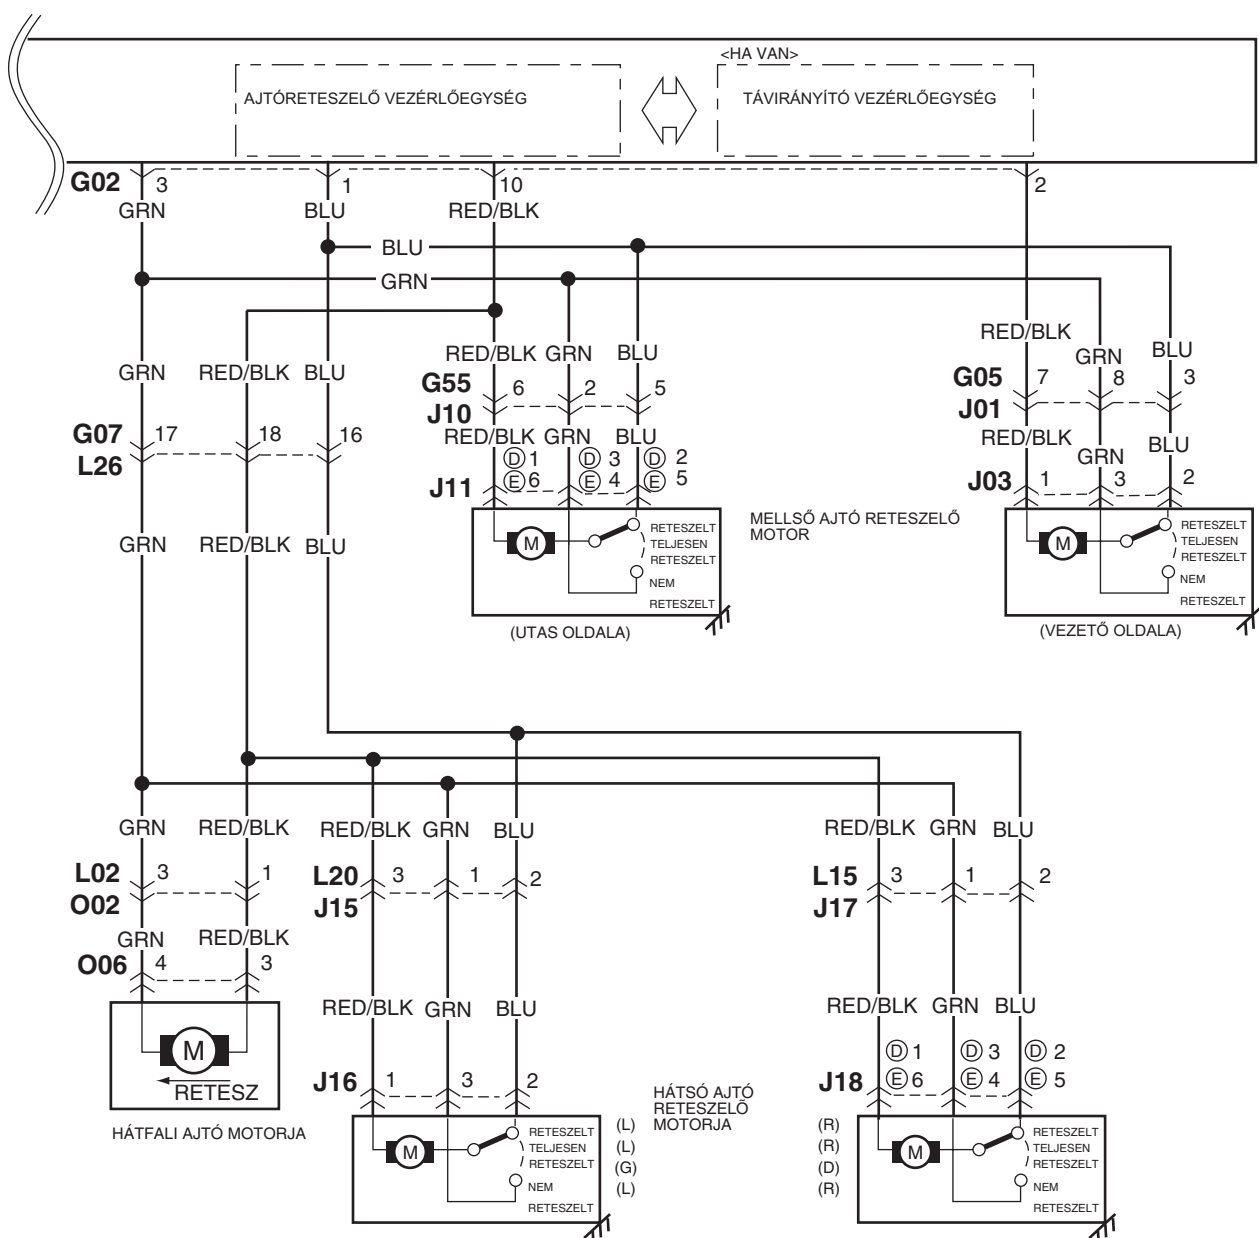 <HA VAN>
AJTÓRETESZELŐ VEZÉRLŐEGYSÉG
TÁVIRÁNYÍTÓ VEZÉRLŐEGYSÉG
G02 3 1 10 2
GRN BLU RED/BLK
BLU
GRN
RED/BLK
RED/BLK GRN BLU
GRN BLU
GRN RED/BLK BLU
G55 6 2 5
J10
G05 7 8 3
J01
G07 17 18 16
L26
RED/BLK GRN BLU
RED/BLK GRN BLU
D 1 D 3 D 2
J11 E 6 E 4 E 5
J03 1 3 2
GRN RED/BLK BLU
MELLSŐ AJTÓ RETESZELŐ
MOTOR
M
RETESZELT
TELJESEN
RETESZELT
NEM
RETESZELT
(UTAS OLDALA)
M
RETESZELT
TELJESEN
RETESZELT
NEM
RETESZELT
(VEZETŐ OLDALA)
GRN RED/BLK RED/BLK GRN BLU RED/BLK GRN BLU
L02 3 1
O02
L20 3 1 2
J15
L15 3 1 2
J17
GRN RED/BLK
O06 4 3
RED/BLK GRN BLU
RED/BLK GRN BLU
M
RETESZ
HÁTFALI AJTÓ MOTORJA
J16 1 3 2
HÁTSÓ AJTÓ
RETESZELÕ
MOTORJA
D 1 D 3 D 2
J18 E 6 E 4 E 5
M
RETESZELT
TELJESEN
RETESZELT
NEM
RETESZELT
(L)
(L)
(G)
(L)
(R)
(R)
(D)
(R)
M
RETESZELT
TELJESEN
RETESZELT
NEM
RETESZELT